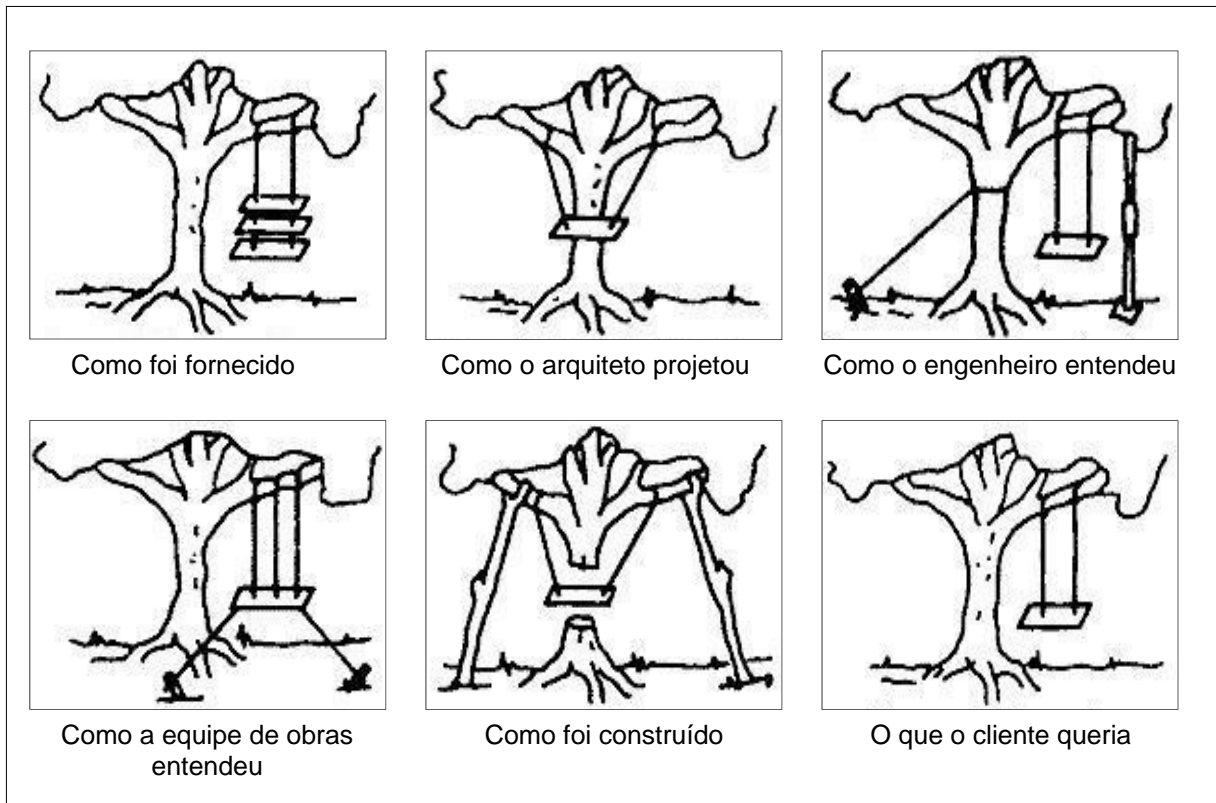 Como foi fornecido
Como o arquiteto projetou
Como o engenheiro entendeu
Como a equipe de obras
entendeu
Como foi construído
O que o cliente queria